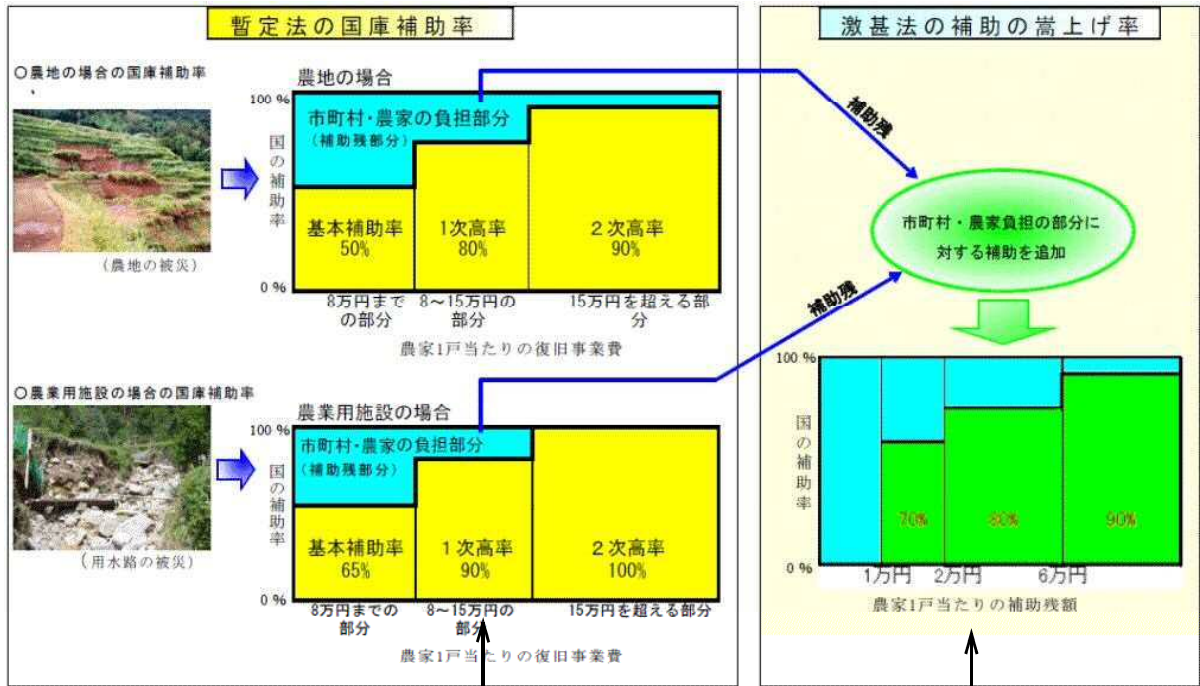 暫定法の国庫補助率
○農地の場合の国庫補助率
、
(農地の被災)
農地の場合
100 %
国の補助率
0 %
市町村・農家の負担部分
(補助残部分)
基本補助率
50%
1次高率
80%
2次高率
90%
8万円まで
の部分
8〜15万円の
部分
15万円を超える部
分
農家1戸当たりの復旧事業費
○農業用施設の場合の国庫補助率
(用水路の被災)
農業用施設の場合
100 %
国の補助率
0 %
市町村・農家の負担部分
(補助残部分)
基本補助率
65%
1次高率
90%
2次高率
100%
8万円までの
部分
8〜15万円の
部分
15万円を超える部分
農家1戸当たりの復旧事業費
激甚法の補助の嵩上げ率
補助残
補助残
市町村・農家負担の部分に
対する補助を追加
100 %
国の補助率
0 %
70%
80%
90%
1万円
2万円
6万円
農家1戸当たりの補助残額